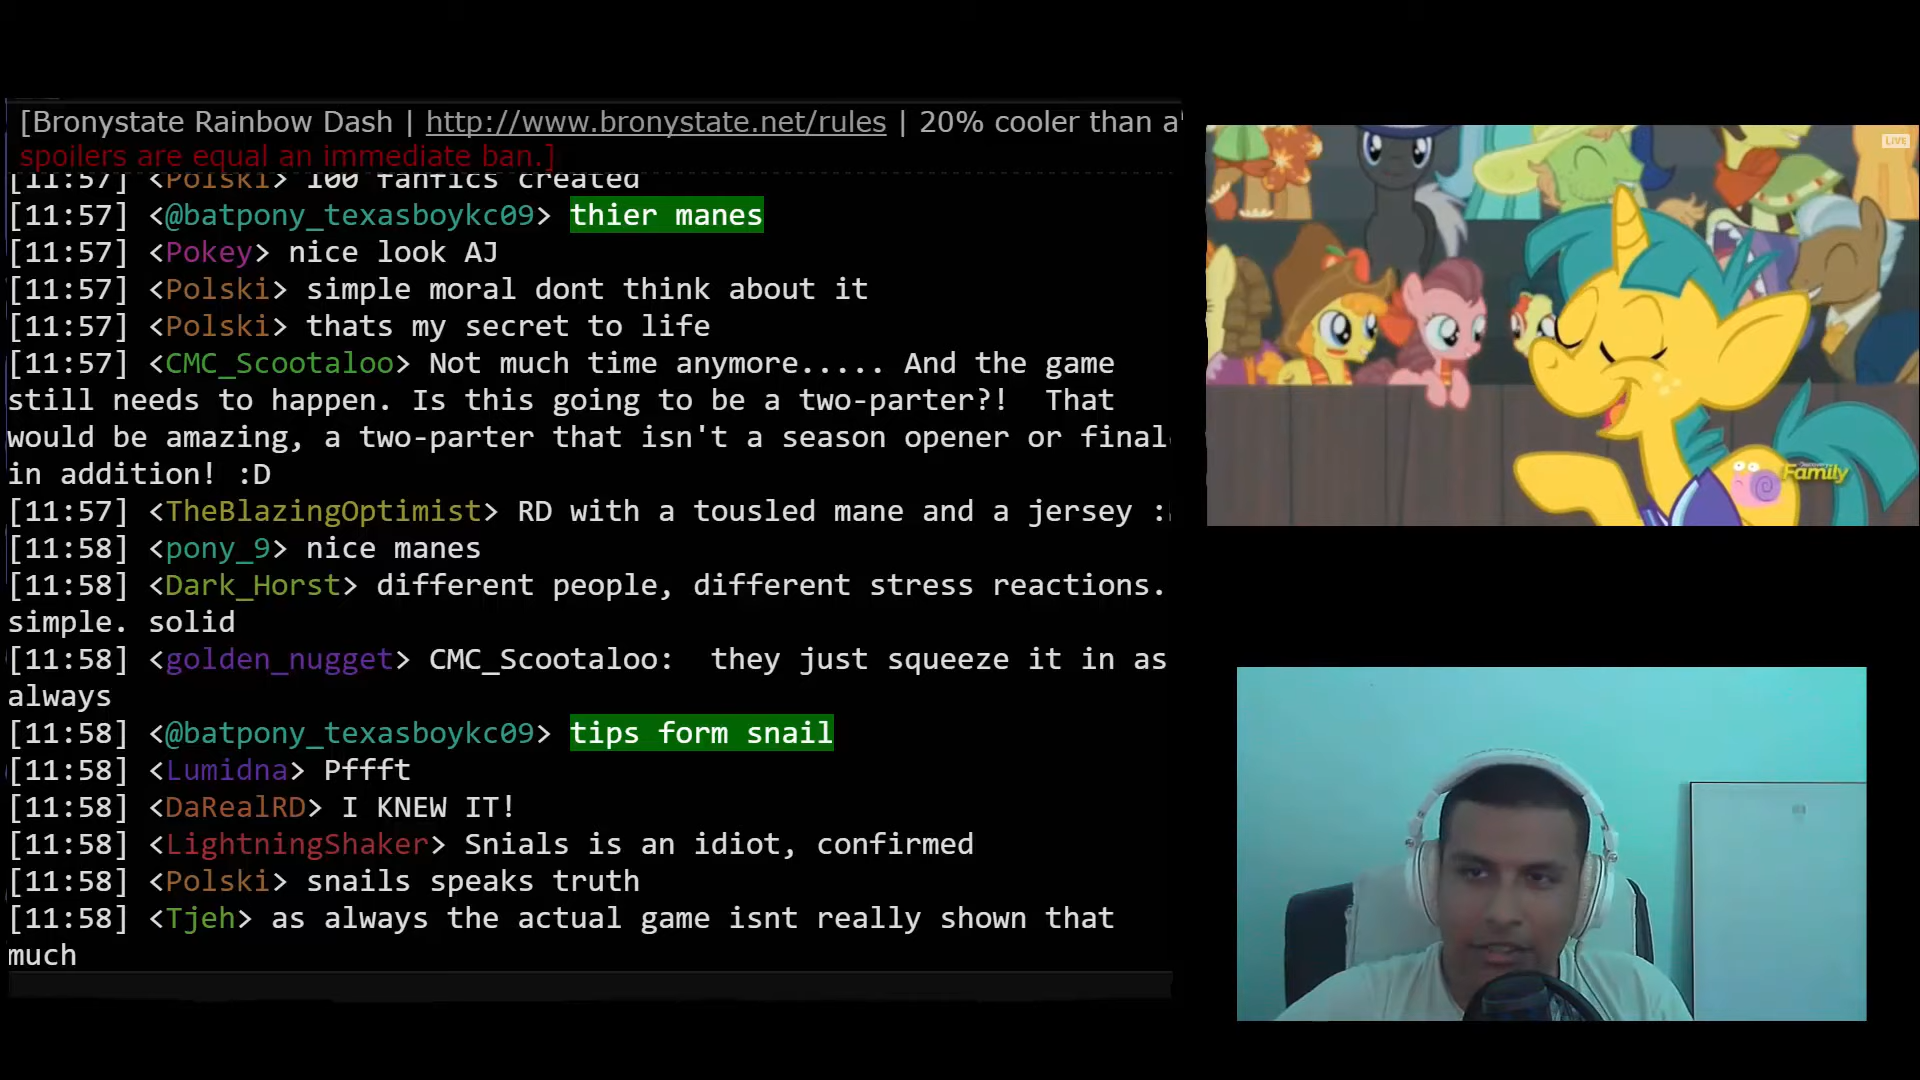 [Bronystate Rainbow Dash | http://www.bronystate.net/rules | 20% cooler than a
spoilers are equal an immediate ban.]
[11:57] <Polski> 100 fanfics created
[11:57] <@batpony_texasboykc09> thier manes
[11:57] <Pokey> nice look AJ
[11:57] <Polski> simple moral dont think about it
[11:57] <Polski> thats my secret to life
[11:57] <CMC_Scootaloo> Not much time anymore..... And the game
still needs to happen. Is this going to be a two-parter?! That
would be amazing, a two-parter that isn't a season opener or final
in addition! :D
[11:57] <TheBlazingOptimist> RD with a tousled mane and a jersey :
[11:58] <pony_9> nice manes
[11:58] <Dark_Horst> different people, different stress reactions.
simple. solid
[11:58] <golden_nugget> CMC_Scootaloo: they just squeeze it in as
always
[11:58] <@batpony_texasboykc09> tips form snail
[11:58] <Lumidna> Pffft
[11:58] <DaRealRD> I KNEW IT!
[11:58] <LightningShaker> Snials is an idiot, confirmed
[11:58] <Polski> snails speaks truth
[11:58] <Tjeh> as always the actual game isnt really shown that
much
LIVE
Discovery
Family